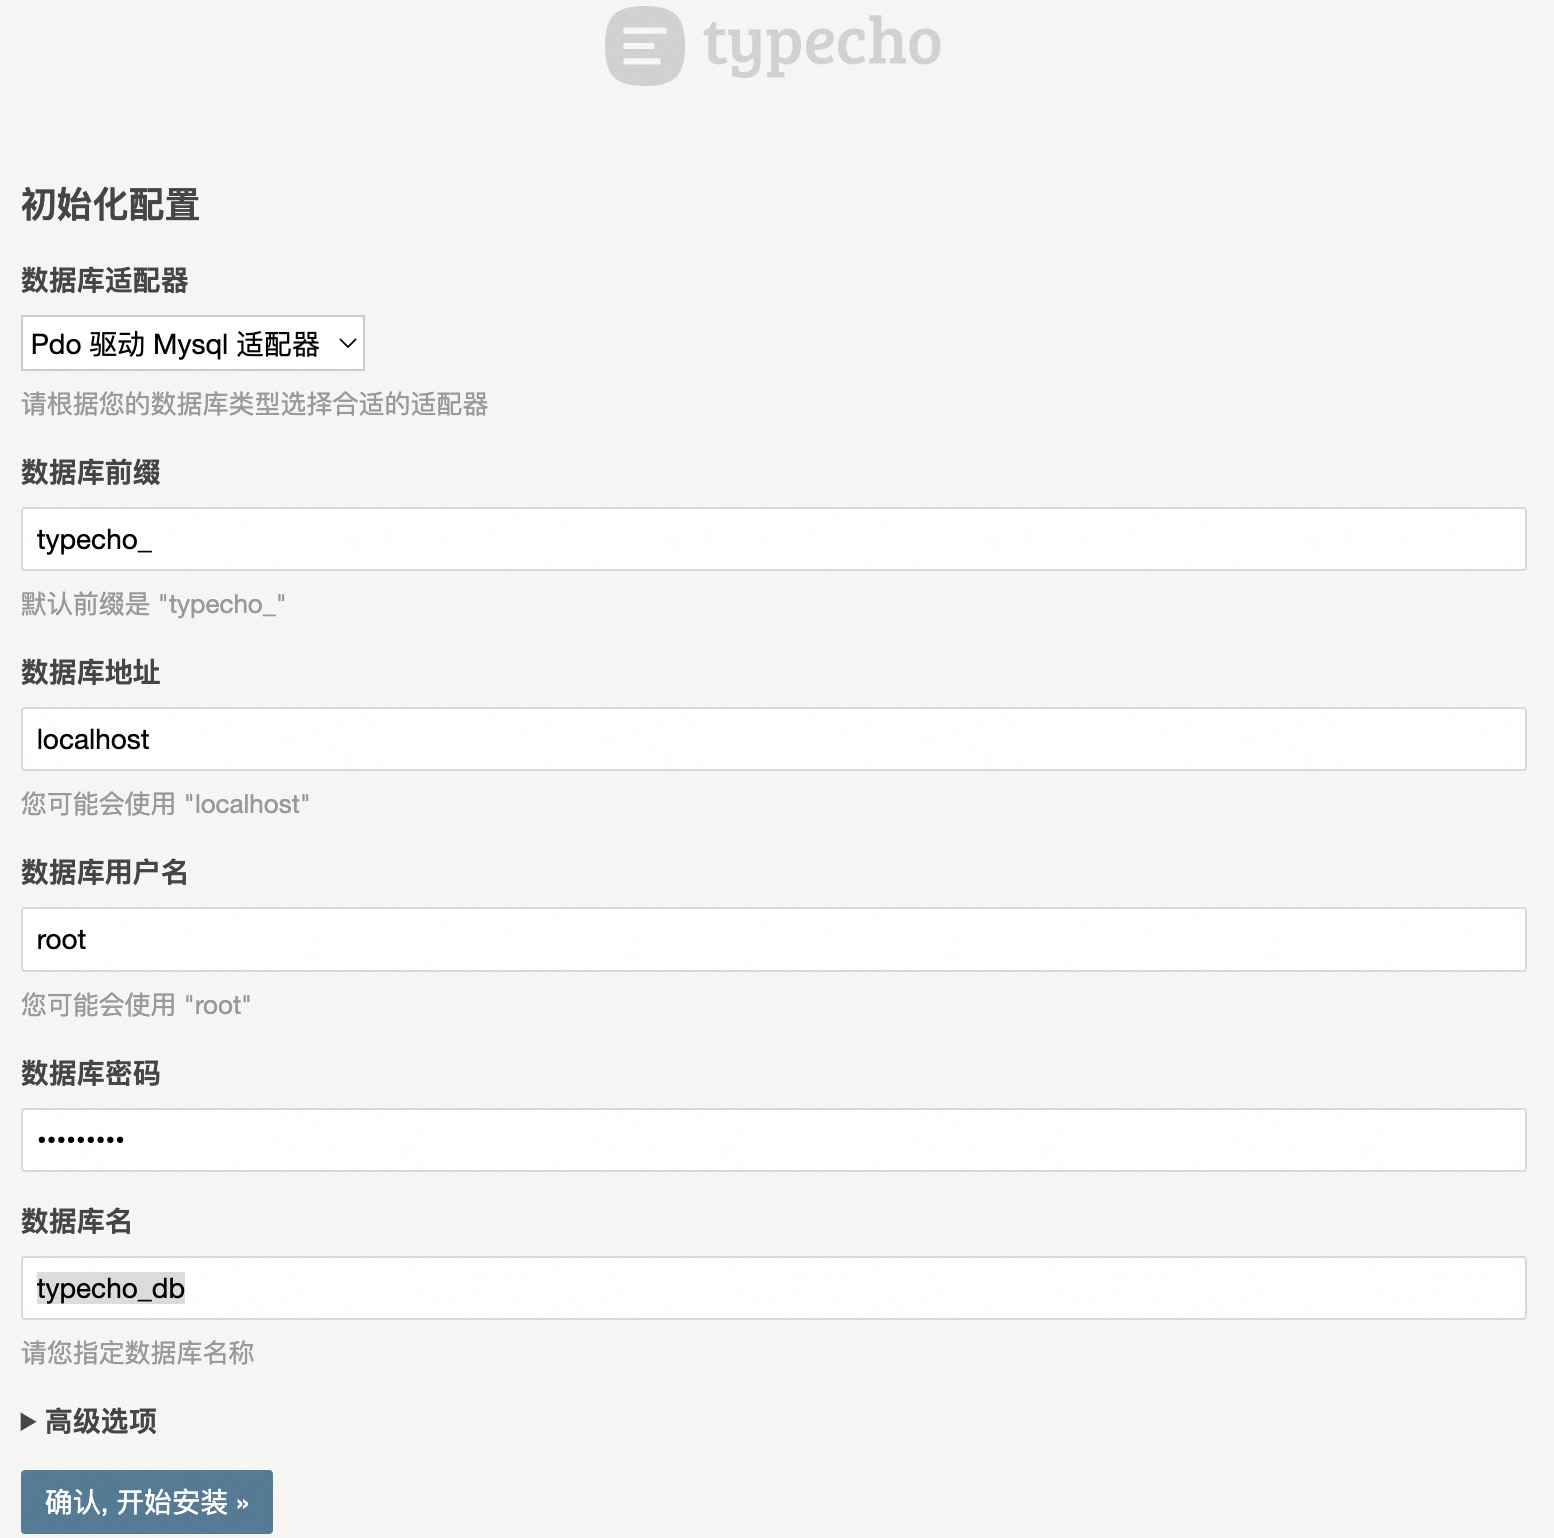 typecho
初始化配置
数据库适配器
Pdo 驱动 Mysql 适配器
请根据您的数据库类型选择合适的适配器
数据库前缀
typecho_
默认前缀是 "typecho_"
数据库地址
localhost
您可能会使用 "localhost"
数据库用户名
root
您可能会使用 "root"
数据库密码
•••••••••
数据库名
typecho_db
请您指定数据库名称
▶ 高级选项
确认, 开始安装 »